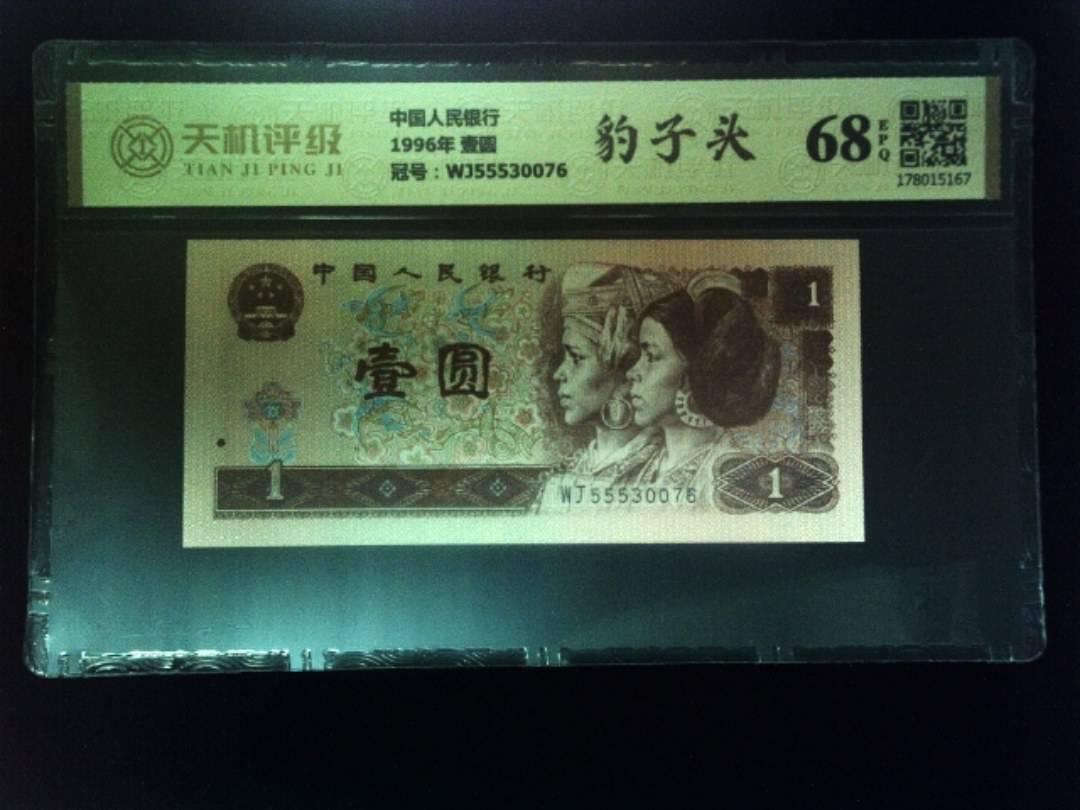 天机评级
TIAN JI PING JI
中国人民银行
1996年 壹圆
冠号：WJ55530076
豹子头
68
EPQ
178015167
中国人民银行
1
壹圆
1
WJ55530076
1